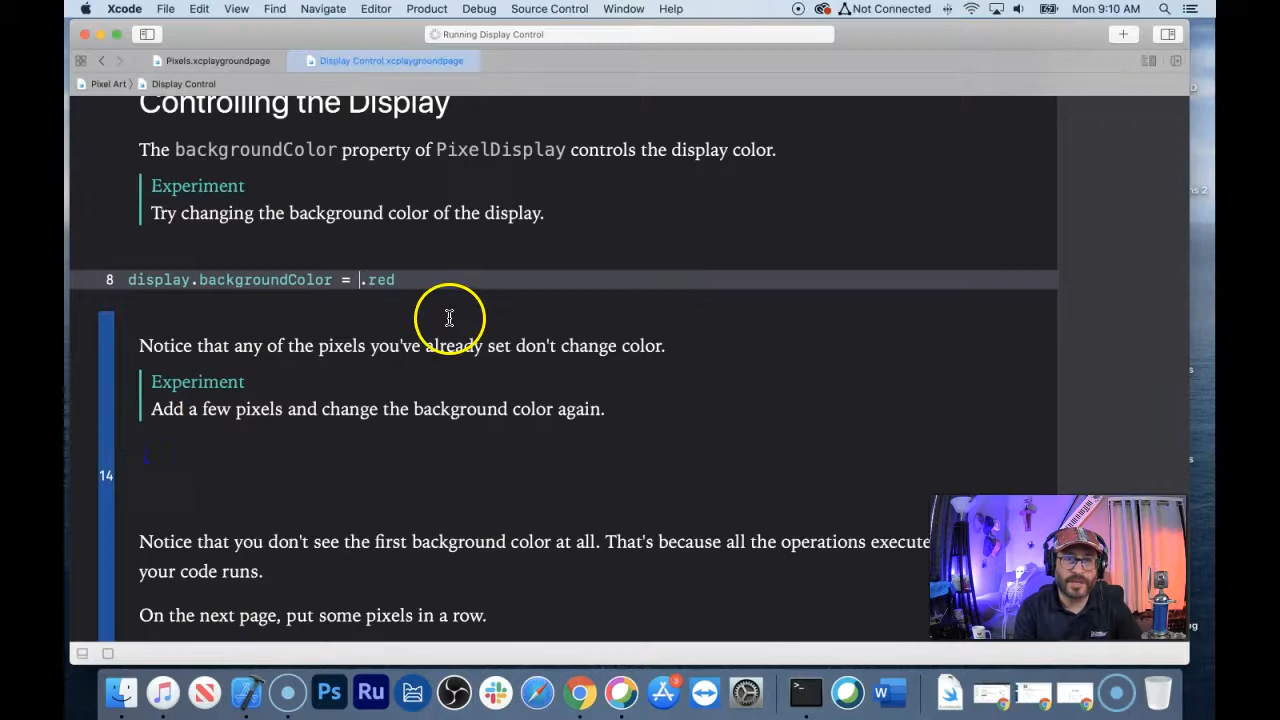 Xcode File Edit View Find Navigate Editor Product Debug Source Control Window Help Not Connected Mon 9:10 AM
Running Display Control
Pixels.xcplaygroundpage Display Control.xcplaygroundpage
Pixel Art Display Control
Controlling the Display
The backgroundColor property of PixelDisplay controls the display color.
Experiment
Try changing the background color of the display.
8 display.backgroundColor = .red
Notice that any of the pixels you've already set don't change color.
Experiment
Add a few pixels and change the background color again.
14
Notice that you don't see the first background color at all. That's because all the operations execute
your code runs.
On the next page, put some pixels in a row.
Ps Ru 3 W